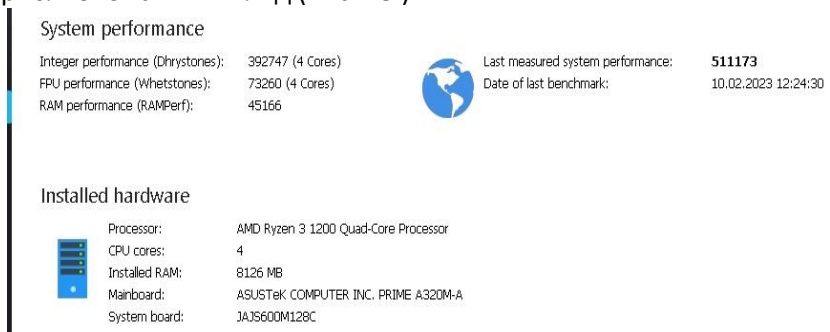 System performance
Integer performance (Dhrystones): 392747 (4 Cores)
FPU performance (Whetstones): 73260 (4 Cores)
RAM performance (RAMPerf): 45166
Last measured system performance: 511173
Date of last benchmark: 10.02.2023 12:24:30
Installed hardware
Processor: AMD Ryzen 3 1200 Quad-Core Processor
CPU cores: 4
Installed RAM: 8126 MB
Mainboard: ASUSTeK COMPUTER INC. PRIME A320M-A
System board: JAJS600M128C